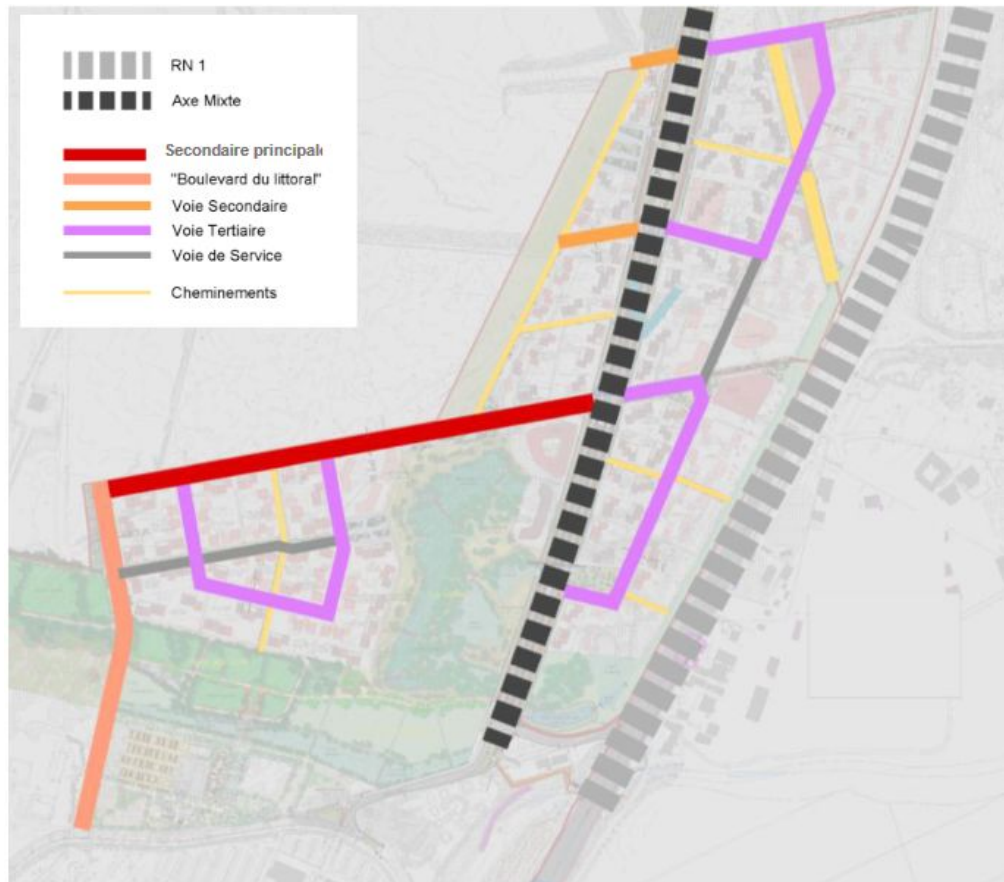 RN 1
Axe Mixte
Secondaire principale
"Boulevard du littoral"
Voie Secondaire
Voie Tertiaire
Voie de Service
Cheminements